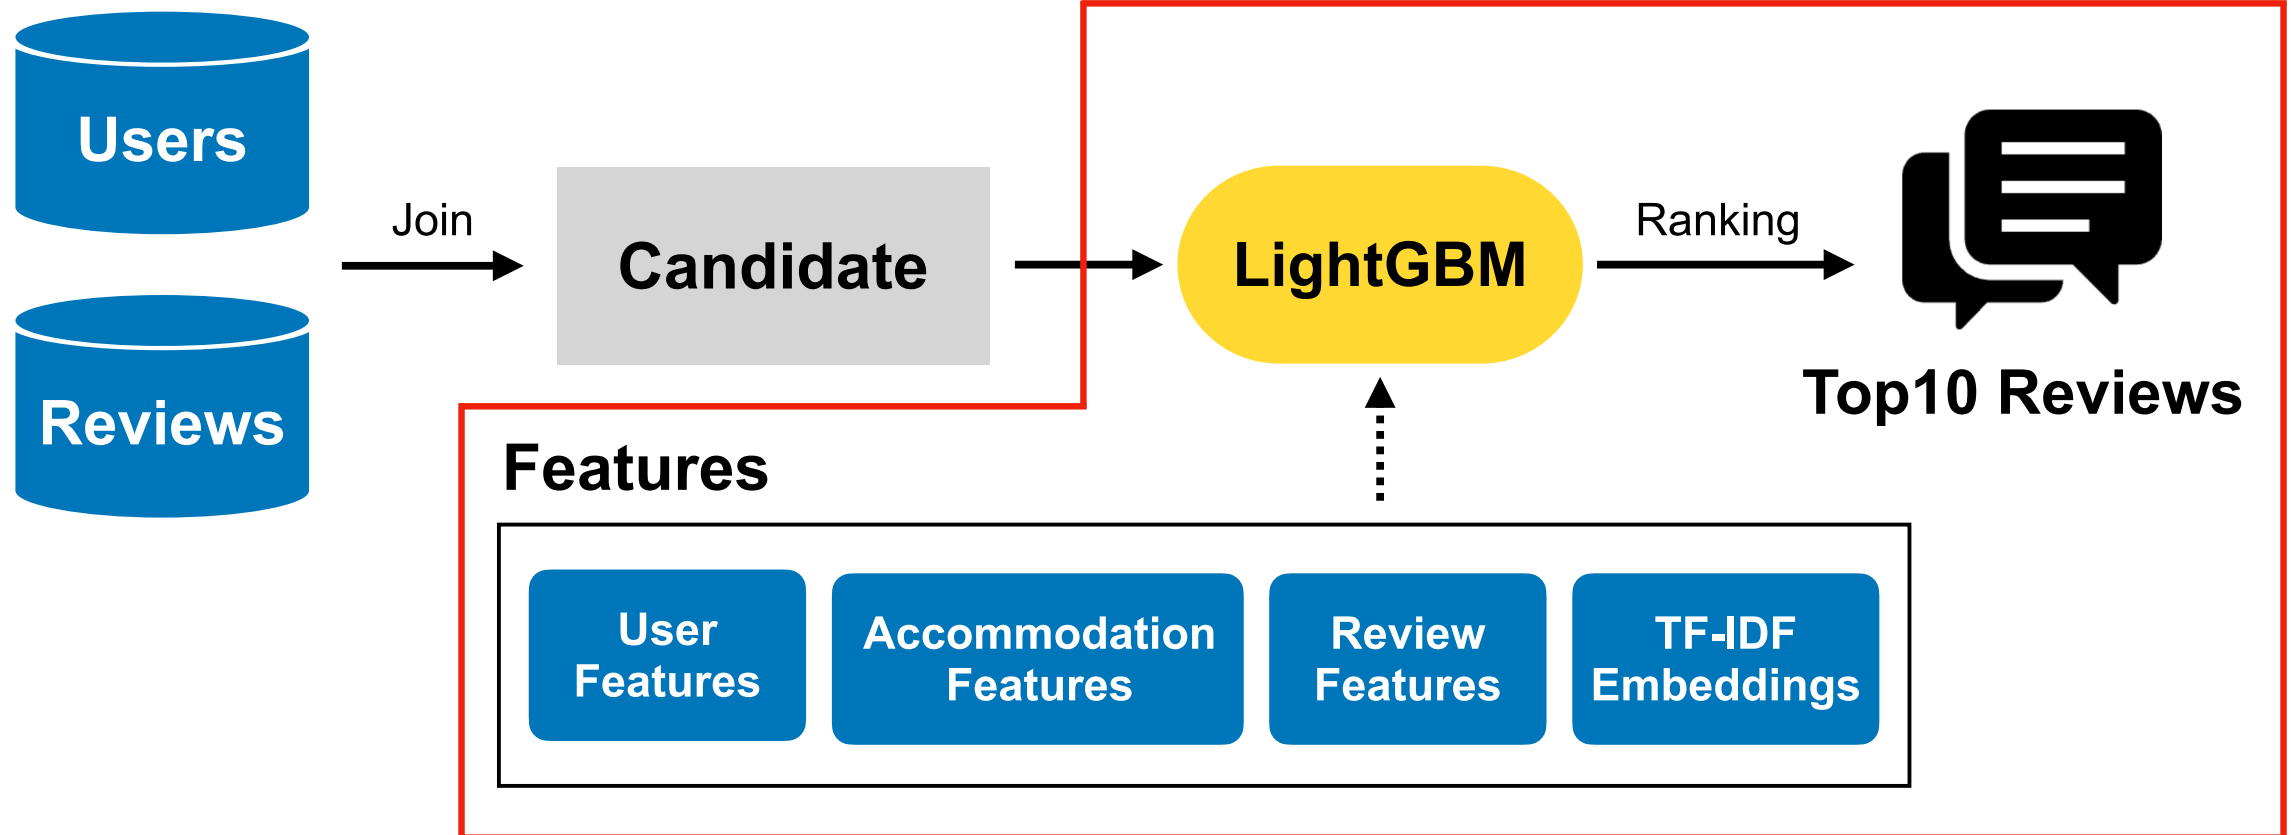 Users
Reviews
Join
Candidate
LightGBM
Ranking
Top10 Reviews
Features
User
Features
Accommodation
Features
Review
Features
TF-IDF
Embeddings